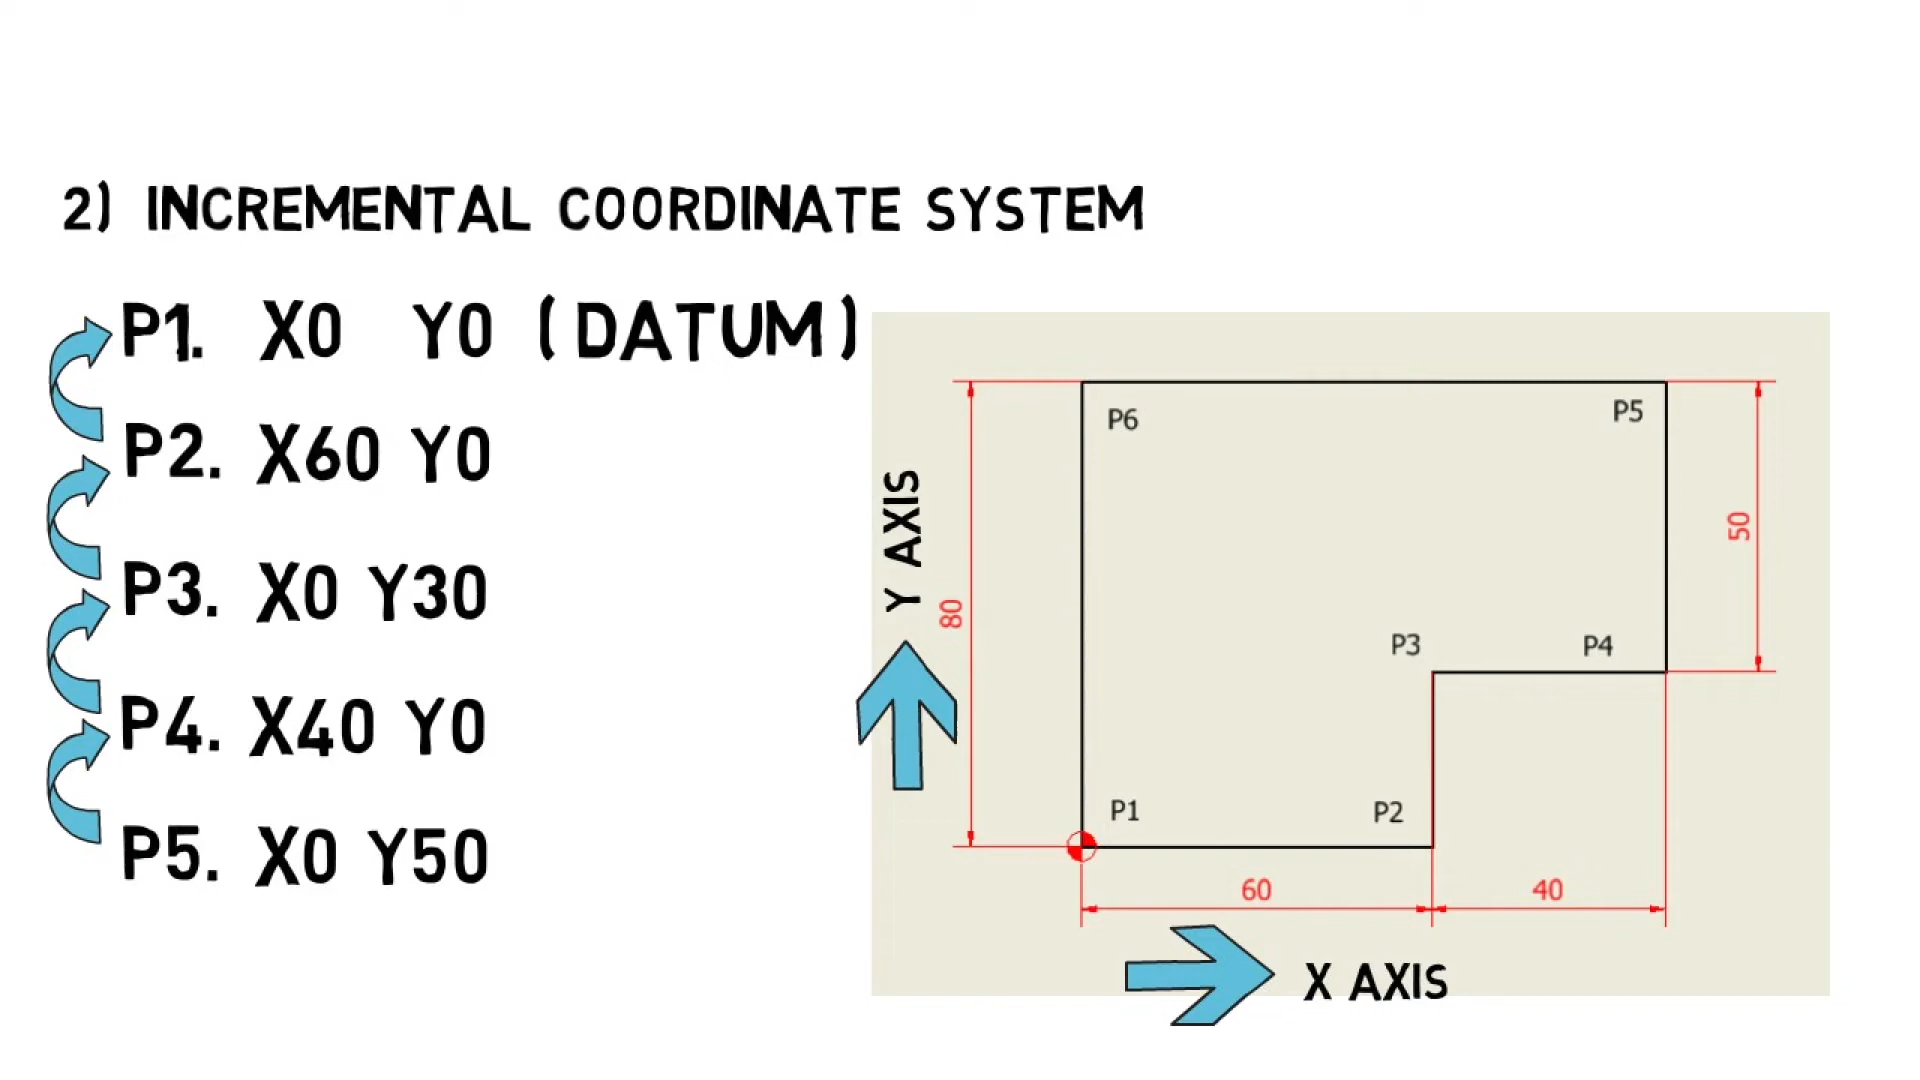 2) INCREMENTAL COORDINATE SYSTEM
P1. X0 Y0 (DATUM)
P2. X60 Y0
P3. X0 Y30
P4. X40 Y0
P5. X0 Y50
P6
P5
Y AXIS
80
50
P3
P4
P1
P2
60
40
X AXIS